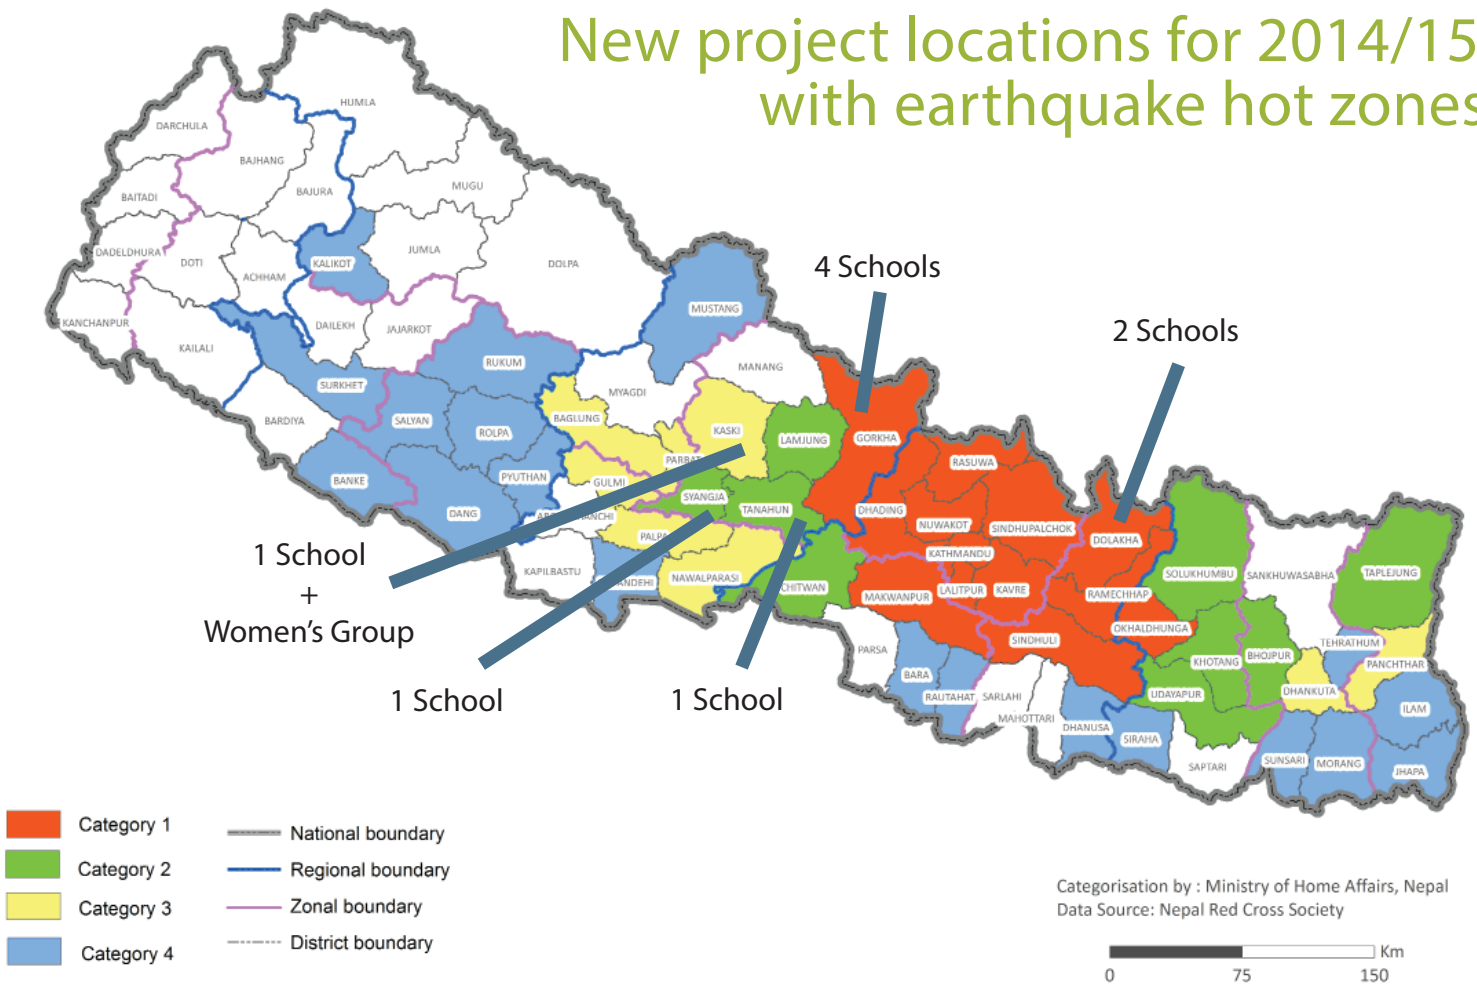 New project locations for 2014/15
with earthquake hot zones
HUMLA
DARCHULA
BAJHANG
BAJURA
MUGU
BAITADI
DADELDHURA
DOTI
ACHHAM
KALIKOT
JUMLA
DOLPA
KANCHANPUR
KAILALI
DAILEKH
JAJARKOT
MUSTANG
4 Schools
2 Schools
SURKHET
RUKUM
MYAGDI
MANANG
BARDIYA
SALYAN
ROLPA
BAGLUNG
KASKI
LAMJUNG
GORKHA
RASUWA
BANKE
PYUTHAN
GULMI
SYANGJA
TANAHUN
DHADING
NUWAKOT
SINDHUPALCHOK
DOLAKHA
DANG
PALPA
KATHMANDU
KAPILBASTU
NAWALPARASI
CHITWAN
MAKWANPUR
LALITPUR
KAVRE
RAMECHHAP
SOLUKHUMBU
SANKHUWASABHA
TAPLEJUNG
OKHALDHUNGA
SINDHULI
PARSA
KHOTANG
BHOJPUR
TEHRATHUM
PANCHTHAR
BARA
RAUTAHAT
SARLAHI
MAHOTTARI
DHANUSA
SIRAHA
UDAYAPUR
DHANKUTA
ILAM
SAPTARI
SUNSARI
MORANG
JHAPA
1 School
+
Women's Group
1 School
1 School
Category 1
Category 2
Category 3
Category 4
National boundary
Regional boundary
Zonal boundary
District boundary
Categorisation by : Ministry of Home Affairs, Nepal
Data Source: Nepal Red Cross Society
Km
0 75 150